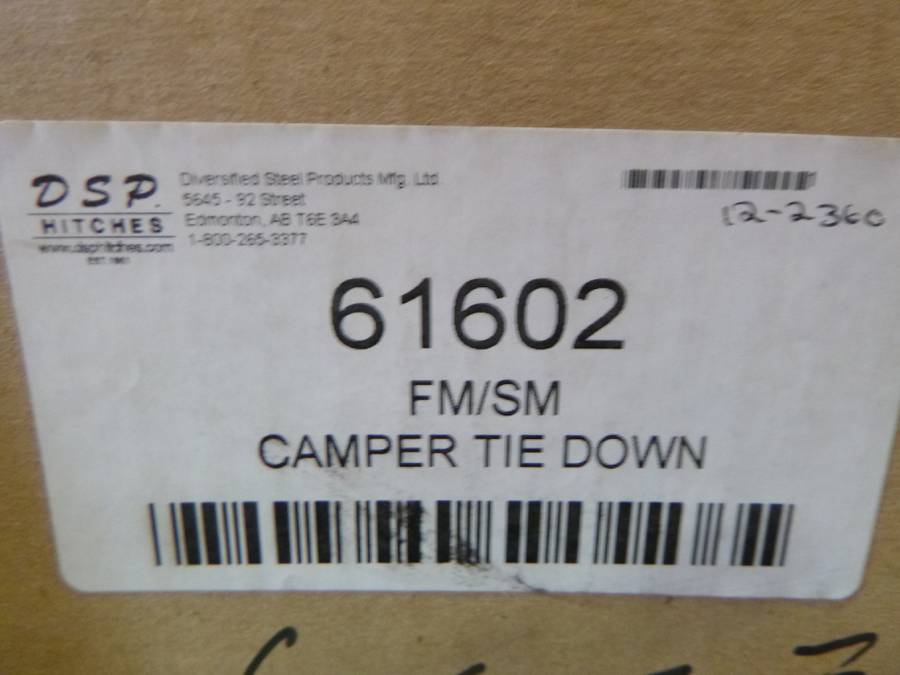 DSP.
HITCHES
www.dsphitches.com
EST. 1961
Diversified Steel Products Mfg. Ltd.
5645 - 92 Street
Edmonton, AB T6E 3A4
1-800-265-3377
12-2360
61602
FM/SM
CAMPER TIE DOWN